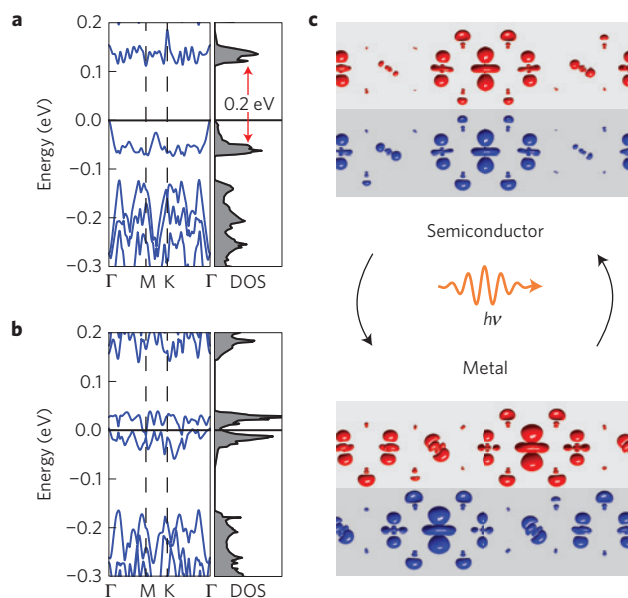 a
0.2
0.1
0.0
−0.1
−0.2
−0.3
Energy (eV)
0.2 eV
Γ M K Γ DOS
b
0.2
0.1
0.0
−0.1
−0.2
−0.3
Energy (eV)
Γ M K Γ DOS
c
Semiconductor
hν
Metal